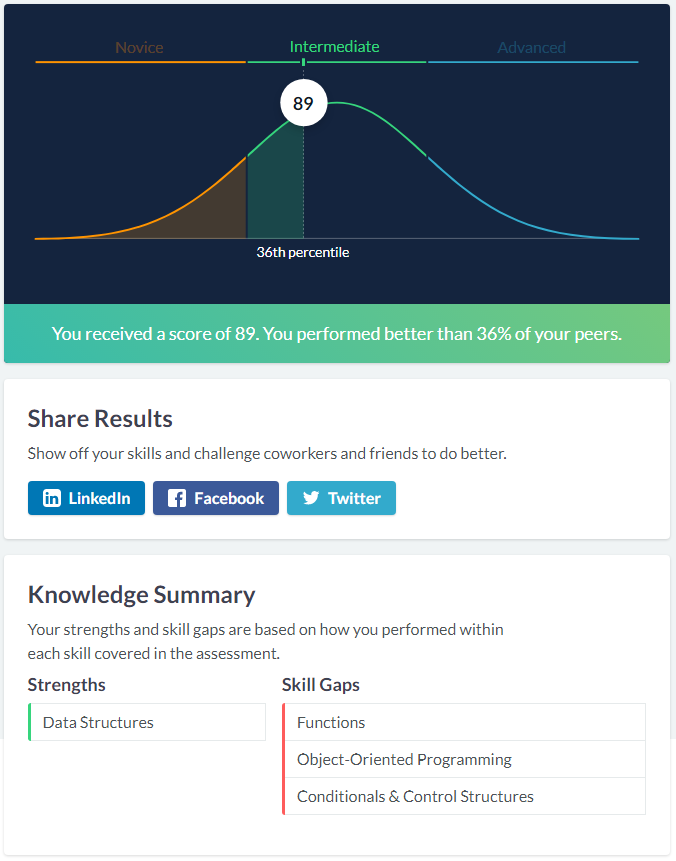 Novice
Intermediate
Advanced
89
36th percentile
You received a score of 89. You performed better than 36% of your peers.
Share Results
Show off your skills and challenge coworkers and friends to do better.
LinkedIn
Facebook
Twitter
Knowledge Summary
Your strengths and skill gaps are based on how you performed within
each skill covered in the assessment.
Strengths
Data Structures
Skill Gaps
Functions
Object-Oriented Programming
Conditionals & Control Structures